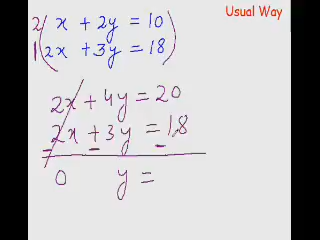 Usual Way
2( x + 2y = 10
1(2x + 3y = 18)
2x + 4y = 20
2x + 3y = 18
- - -
0 y =